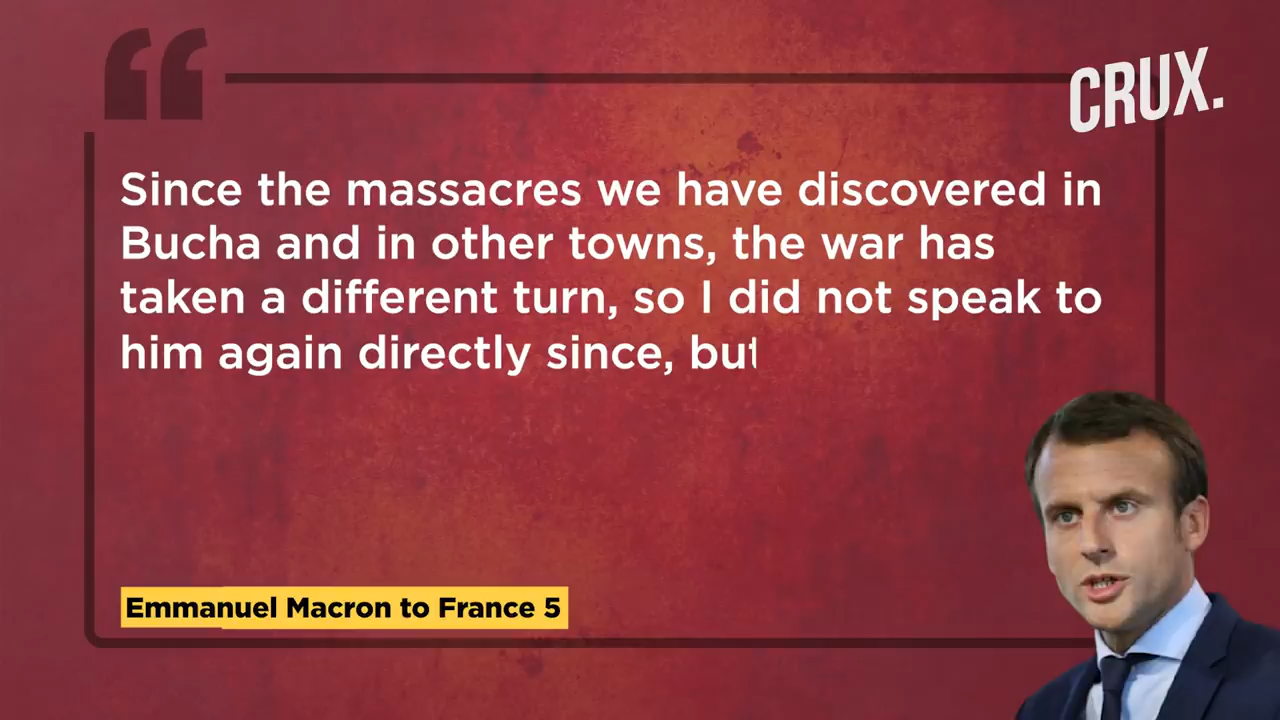 CRUX.
Since the massacres we have discovered in
Bucha and in other towns, the war has
taken a different turn, so I did not speak to
him again directly since, but
Emmanuel Macron to France 5